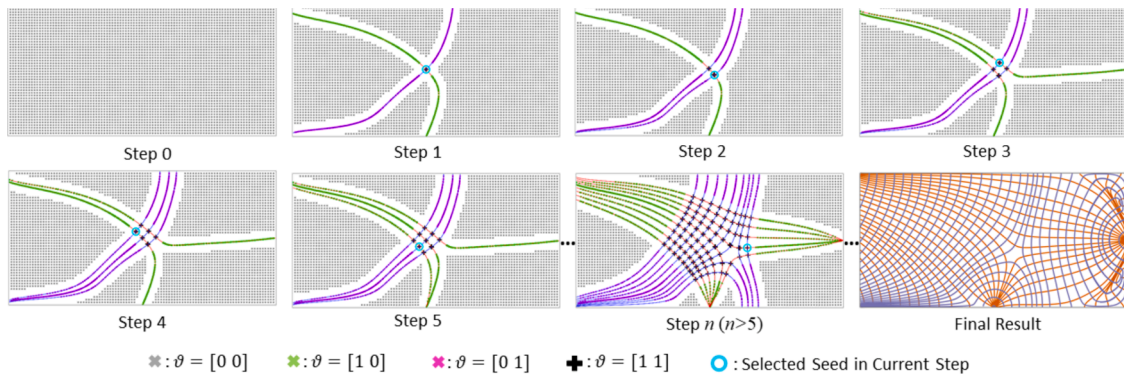 Step 0 Step 1 Step 2 Step 3
Step 4 Step 5 ... Step n (n>5) ... Final Result
✖: ϑ = [0 0] ✖: ϑ = [1 0] ✖: ϑ = [0 1] ✚: ϑ = [1 1] O: Selected Seed in Current Step